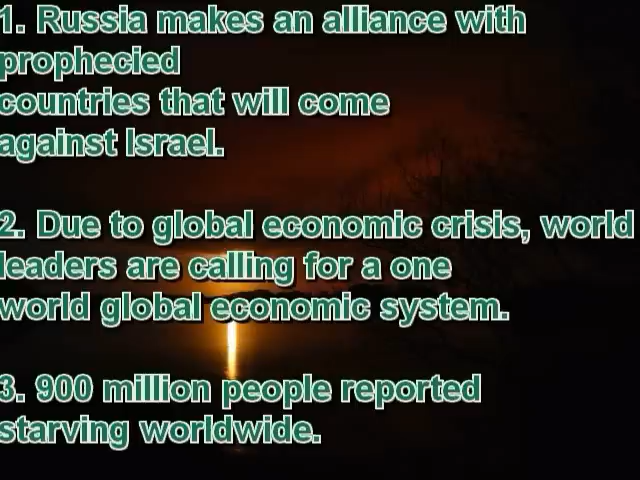 1. Russia makes an alliance with
prophecied
countries that will come
against Israel.
2. Due to global economic crisis, world
leaders are calling for a one
world global economic system.
3. 900 million people reported
starving worldwide.